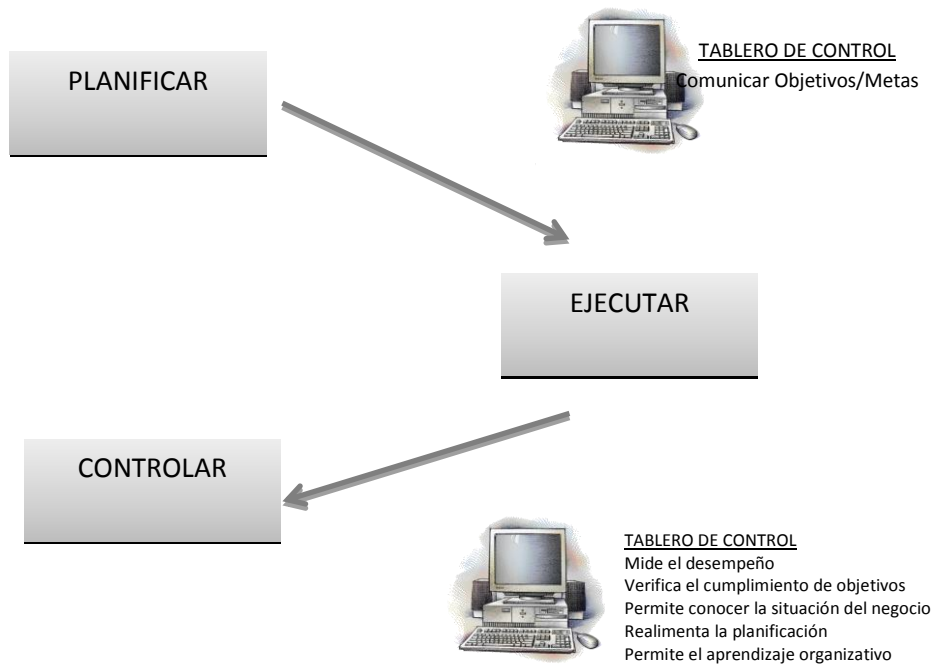 PLANIFICAR
TABLERO DE CONTROL
Comunicar Objetivos/Metas
EJECUTAR
CONTROLAR
TABLERO DE CONTROL
Mide el desempeño
Verifica el cumplimiento de objetivos
Permite conocer la situación del negocio
Realimenta la planificación
Permite el aprendizaje organizativo